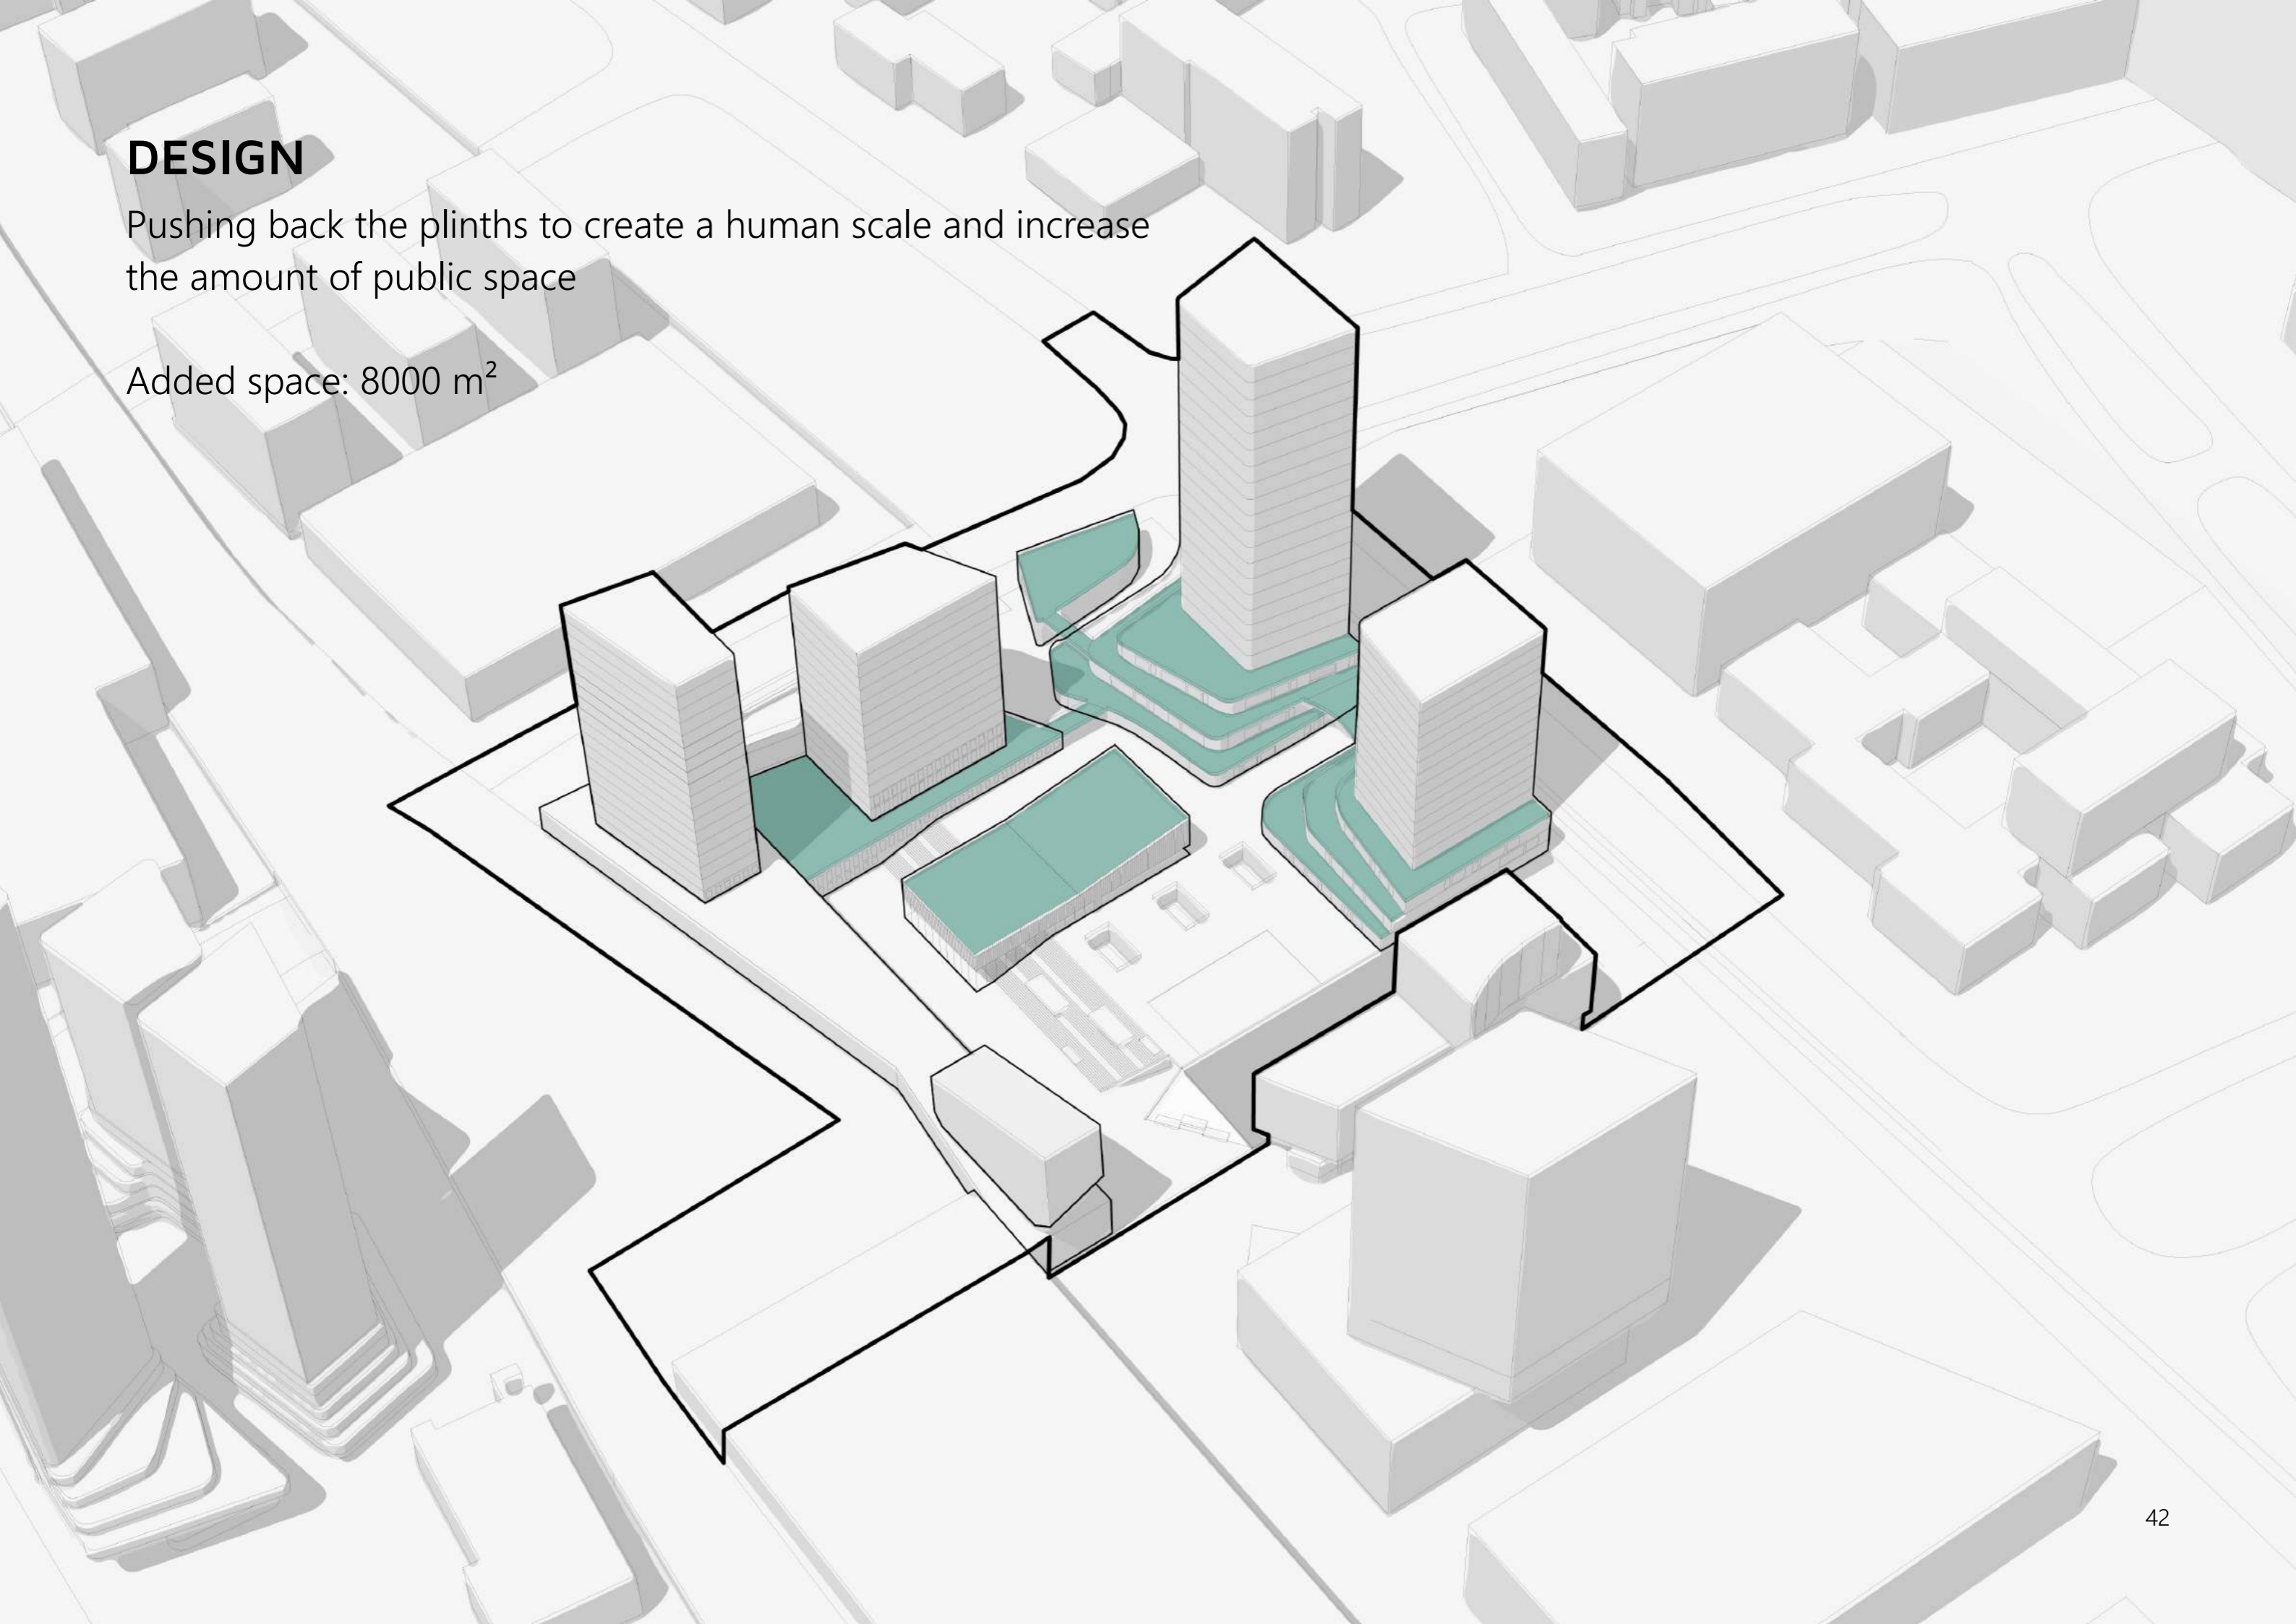 DESIGN
Pushing back the plinths to create a human scale and increase
the amount of public space
Added space: 8000 m²
42